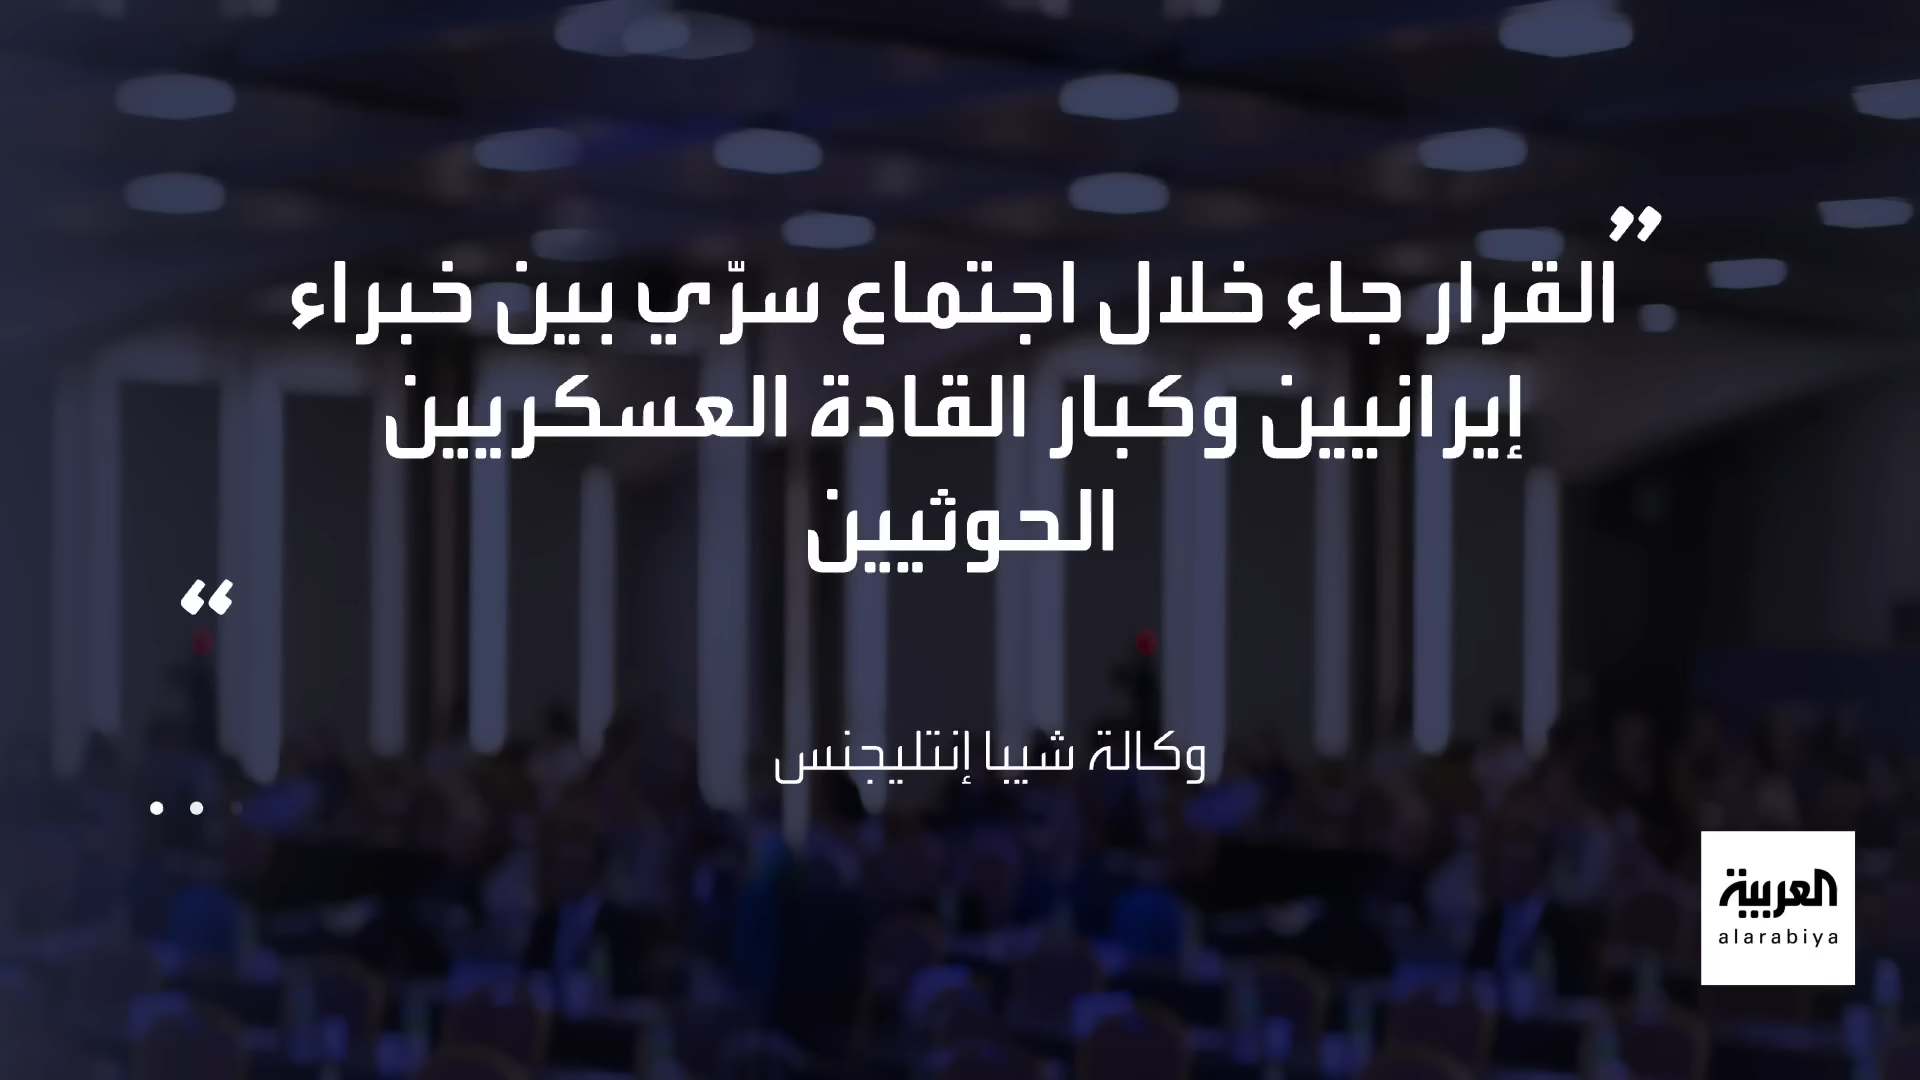 ”القرار جاء خلال اجتماع سرّي بين خبراء
إيرانيين وكبار القادة العسكريين
الحوثيين
“
وكالة شيبا إنتليجنس
العربية
alarabiya